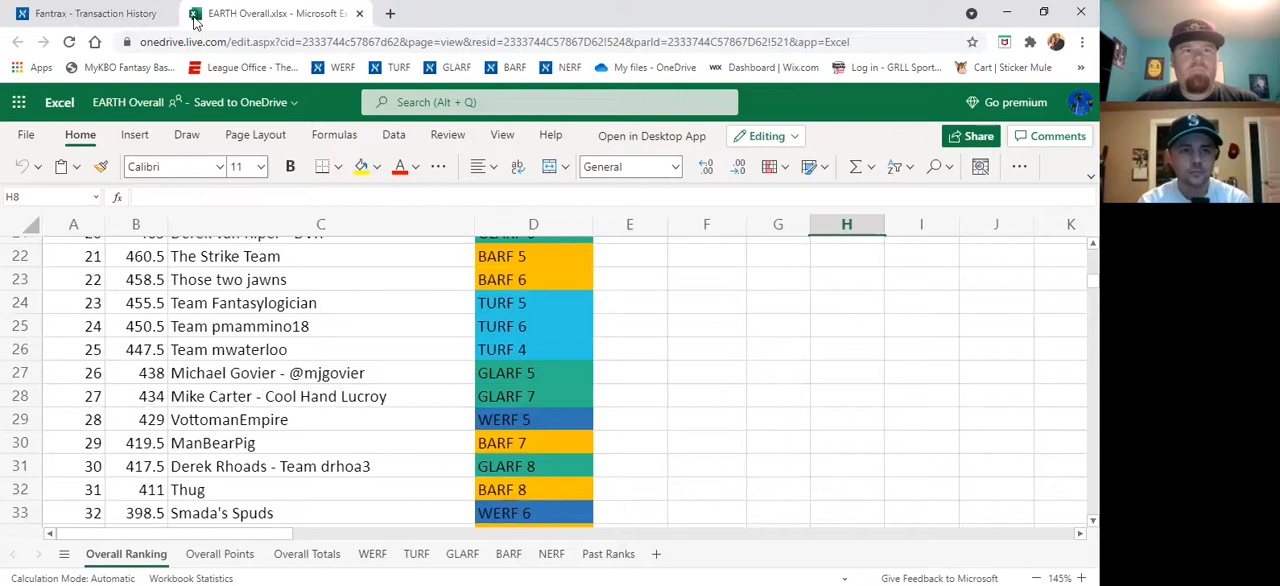 Fantrax - Transaction History
EARTH Overall.xlsx - Microsoft Ex
onedrive.live.com/edit.aspx?cid=2333744c57867d62&page=view&resid=2333744C57867D62!524&parId=2333744C57867D62!521&app=Excel
Apps MyKBO Fantasy Bas... League Office - The... WERF TURF GLARF BARF NERF My files - OneDrive WIX Dashboard | Wix.com Log in - GRLL Sport... Cart | Sticker Mule »
Excel EARTH Overall - Saved to OneDrive Search (Alt + Q) Go premium
File Home Insert Draw Page Layout Formulas Data Review View Help Open in Desktop App Editing Share Comments
Calibri 11 B A General
H8 fx
A B C D E F G H I J K
22 21 460.5 The Strike Team BARF 5
23 22 458.5 Those two jawns BARF 6
24 23 455.5 Team Fantasylogician TURF 5
25 24 450.5 Team pmammino18 TURF 6
26 25 447.5 Team mwaterloo TURF 4
27 26 438 Michael Govier - @mjgovier GLARF 5
28 27 434 Mike Carter - Cool Hand Lucroy GLARF 7
29 28 429 VottomanEmpire WERF 5
30 29 419.5 ManBearPig BARF 7
31 30 417.5 Derek Rhoads - Team drhoa3 GLARF 8
32 31 411 Thug BARF 8
33 32 398.5 Smada's Spuds WERF 6
Overall Ranking Overall Points Overall Totals WERF TURF GLARF BARF NERF Past Ranks
Calculation Mode: Automatic Workbook Statistics Give Feedback to Microsoft 145%